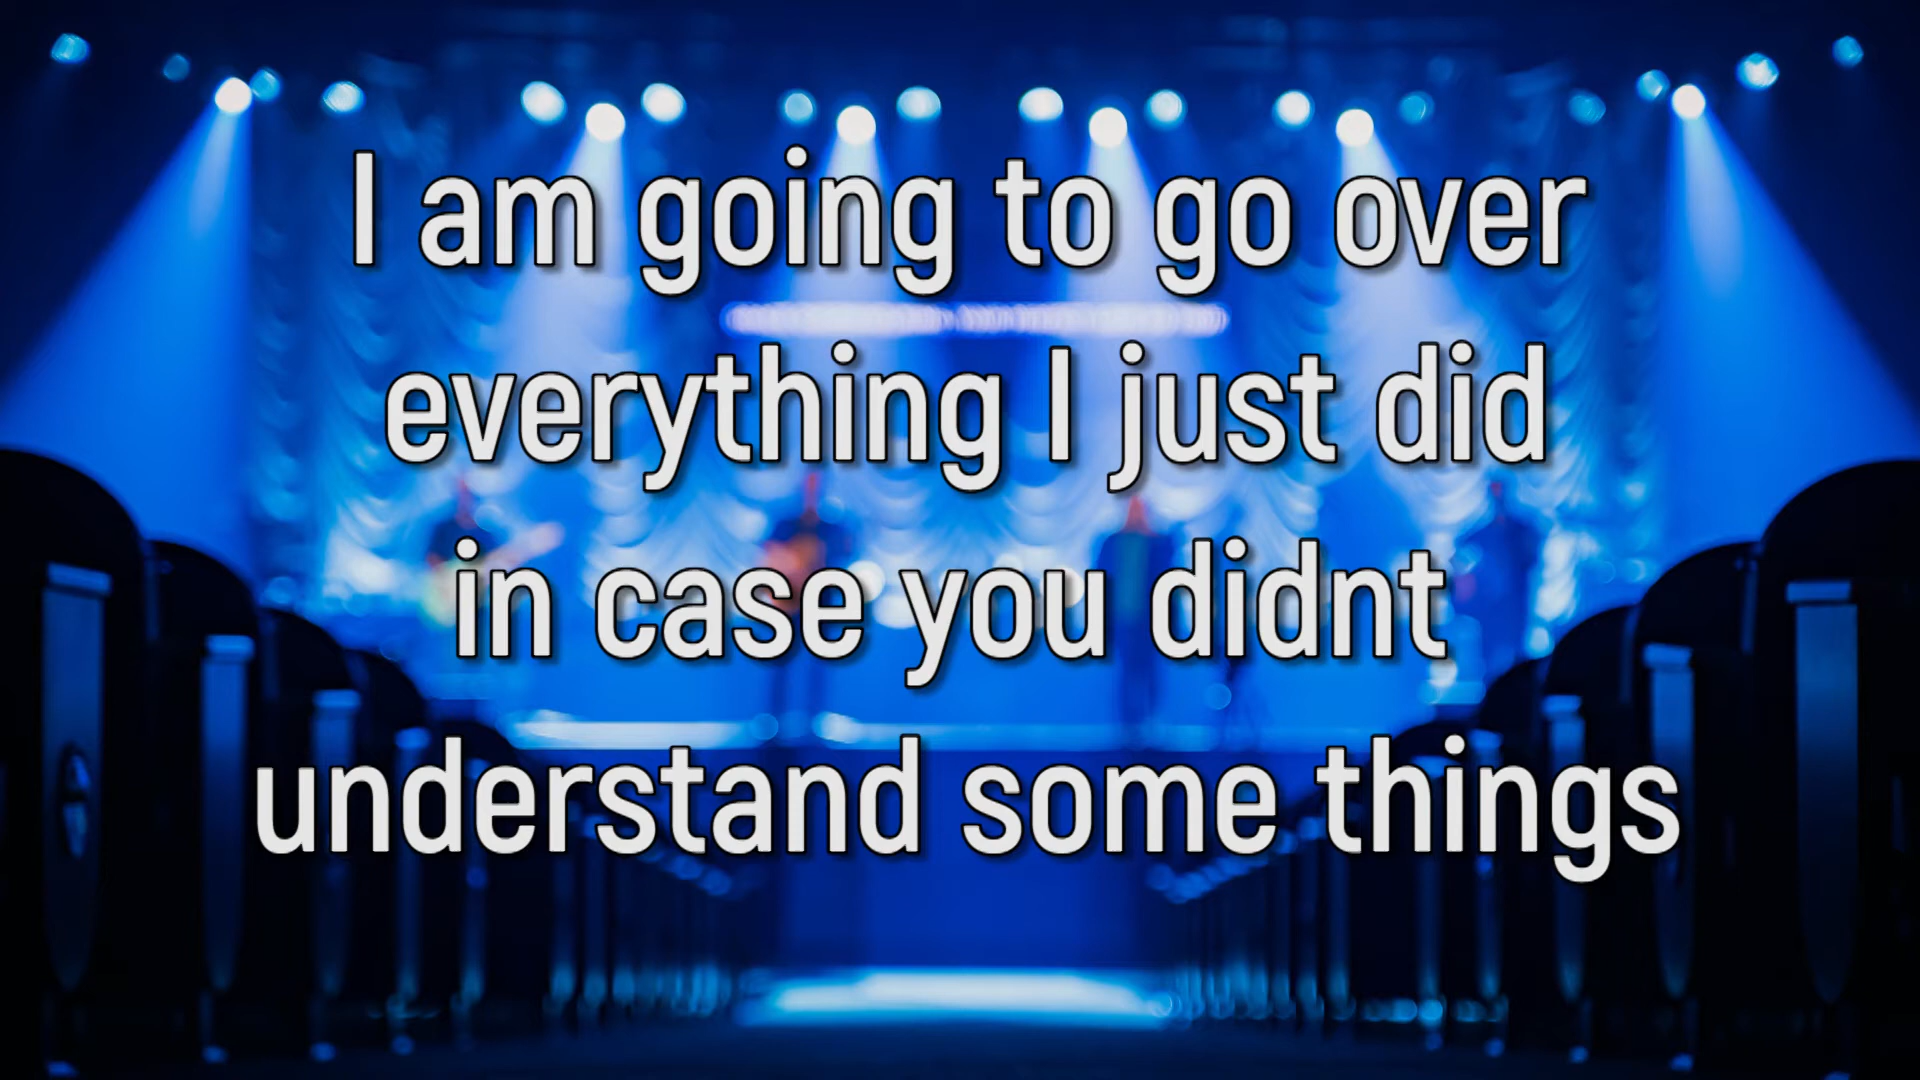 I am going to go over
everything I just did
in case you didnt
understand some things